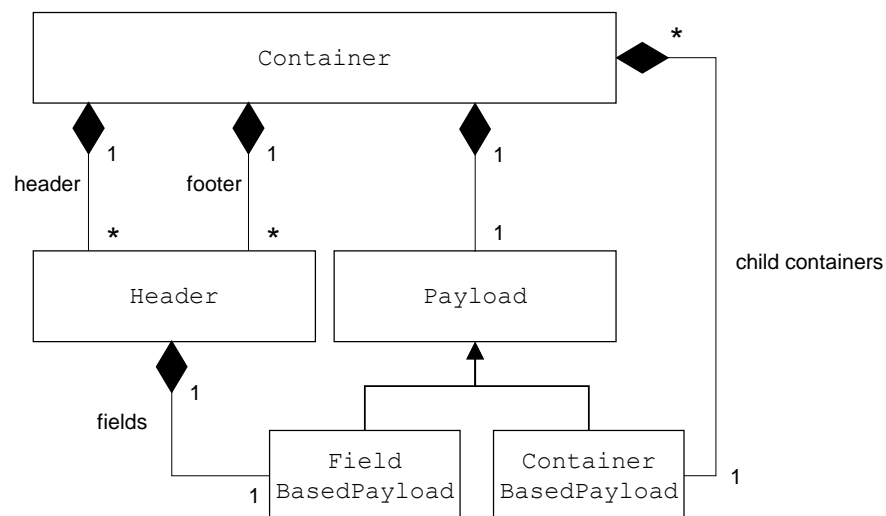 *
Container
1
1
1
header
footer
*
*
1
child containers
Header
Payload
1
fields
Field
BasedPayload
Container
BasedPayload
1
1